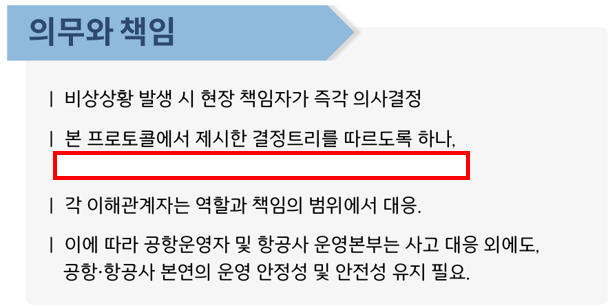 의무와 책임
| 비상상황 발생 시 현장 책임자가 즉각 의사결정
| 본 프로토콜에서 제시한 결정트리를 따르도록 하나,
| 각 이해관계자는 역할과 책임의 범위에서 대응.
| 이에 따라 공항운영자 및 항공사 운영본부는 사고 대응 외에도,
공항·항공사 본연의 운영 안정성 및 안전성 유지 필요.